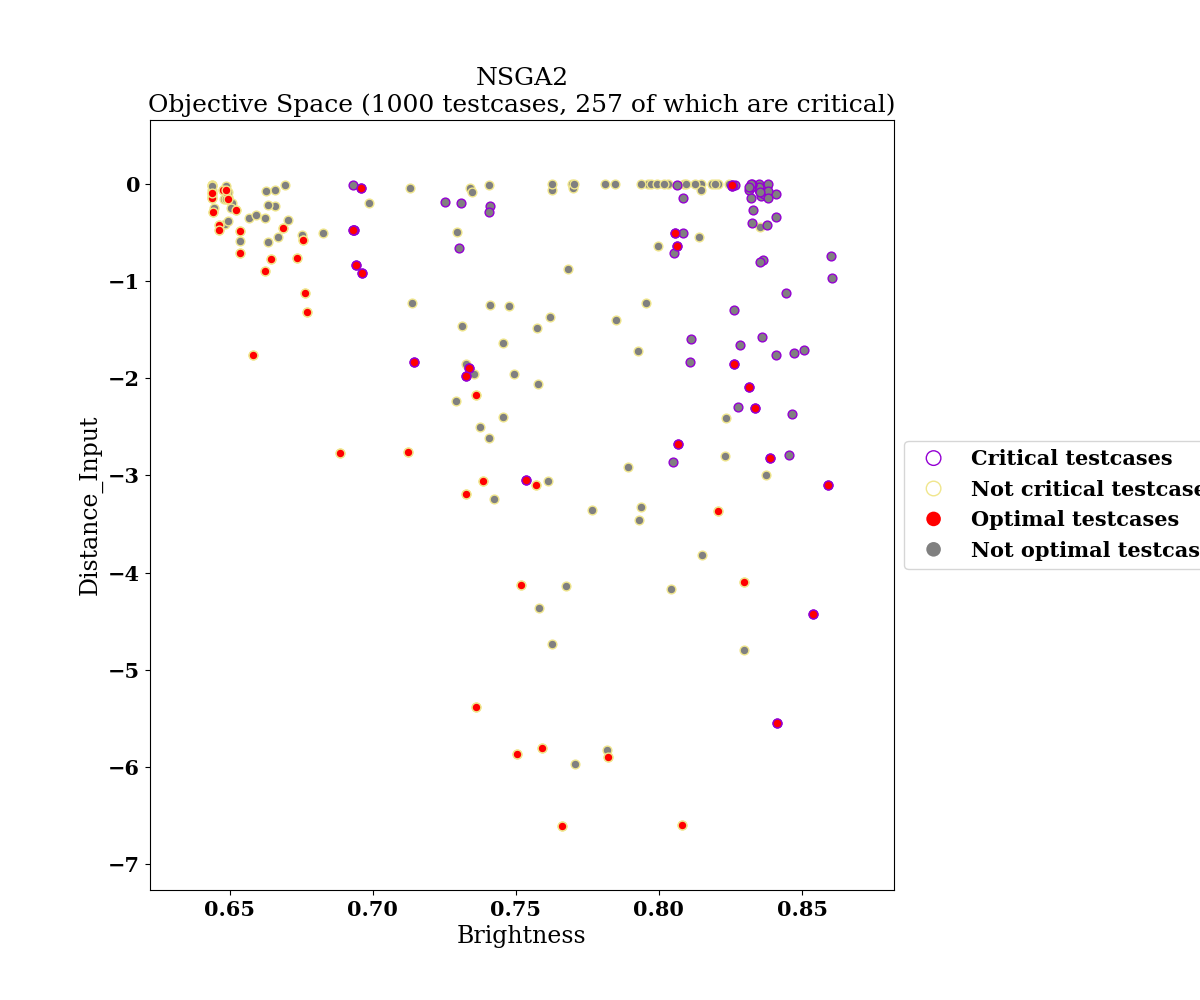 NSGA2
Objective Space (1000 testcases, 257 of which are critical)
0
−1
−2
−3
−4
−5
−6
−7
Distance_Input
0.65
0.70
0.75
0.80
0.85
Brightness
Critical testcases
Not critical testcase
Optimal testcases
Not optimal testcas